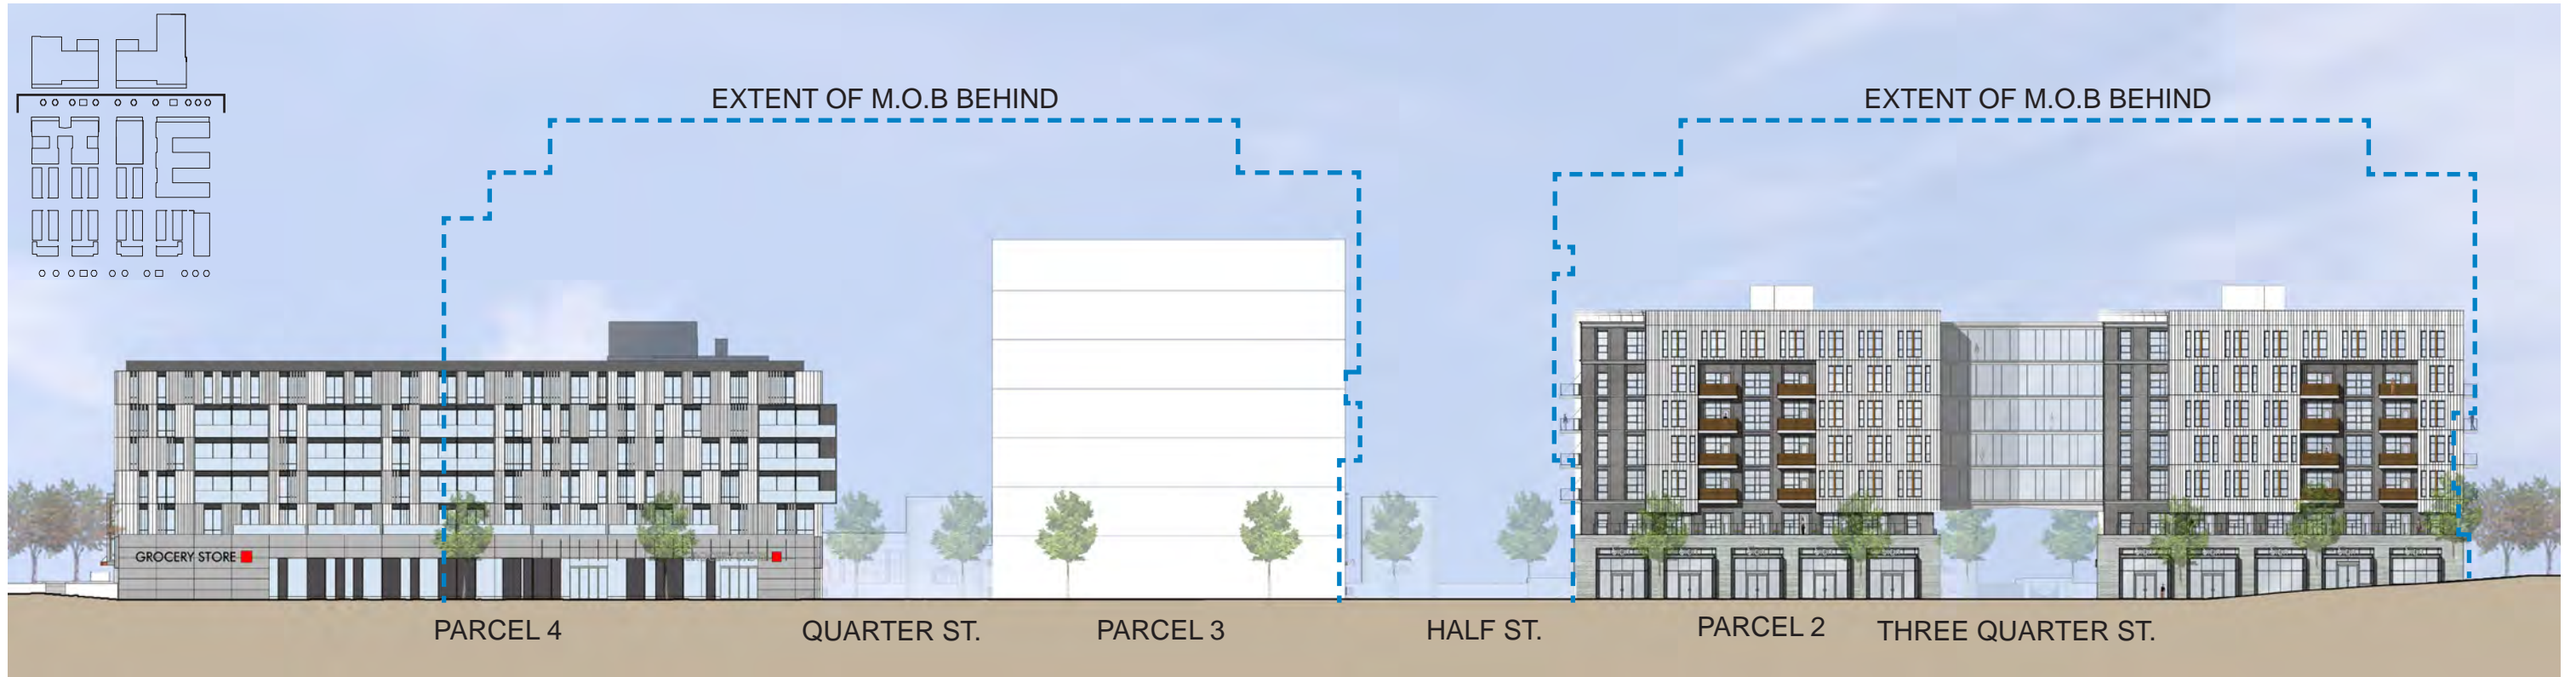 EXTENT OF M.O.B BEHIND
EXTENT OF M.O.B BEHIND
GROCERY STORE
PARCEL 4
QUARTER ST.
PARCEL 3
HALF ST.
PARCEL 2
THREE QUARTER ST.